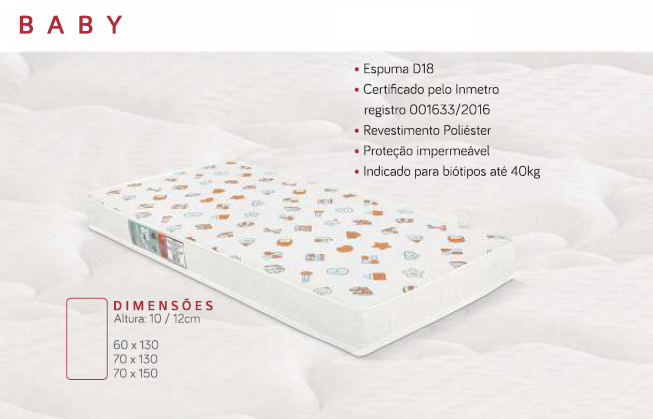 BABY
• Espuma D18
• Certificado pelo Inmetro
registro 001633/2016
• Revestimento Poliéster
• Proteção impermeável
• Indicado para biótipos até 40kg
DIMENSÕES
Altura: 10 / 12cm
60 x 130
70 x 130
70 x 150